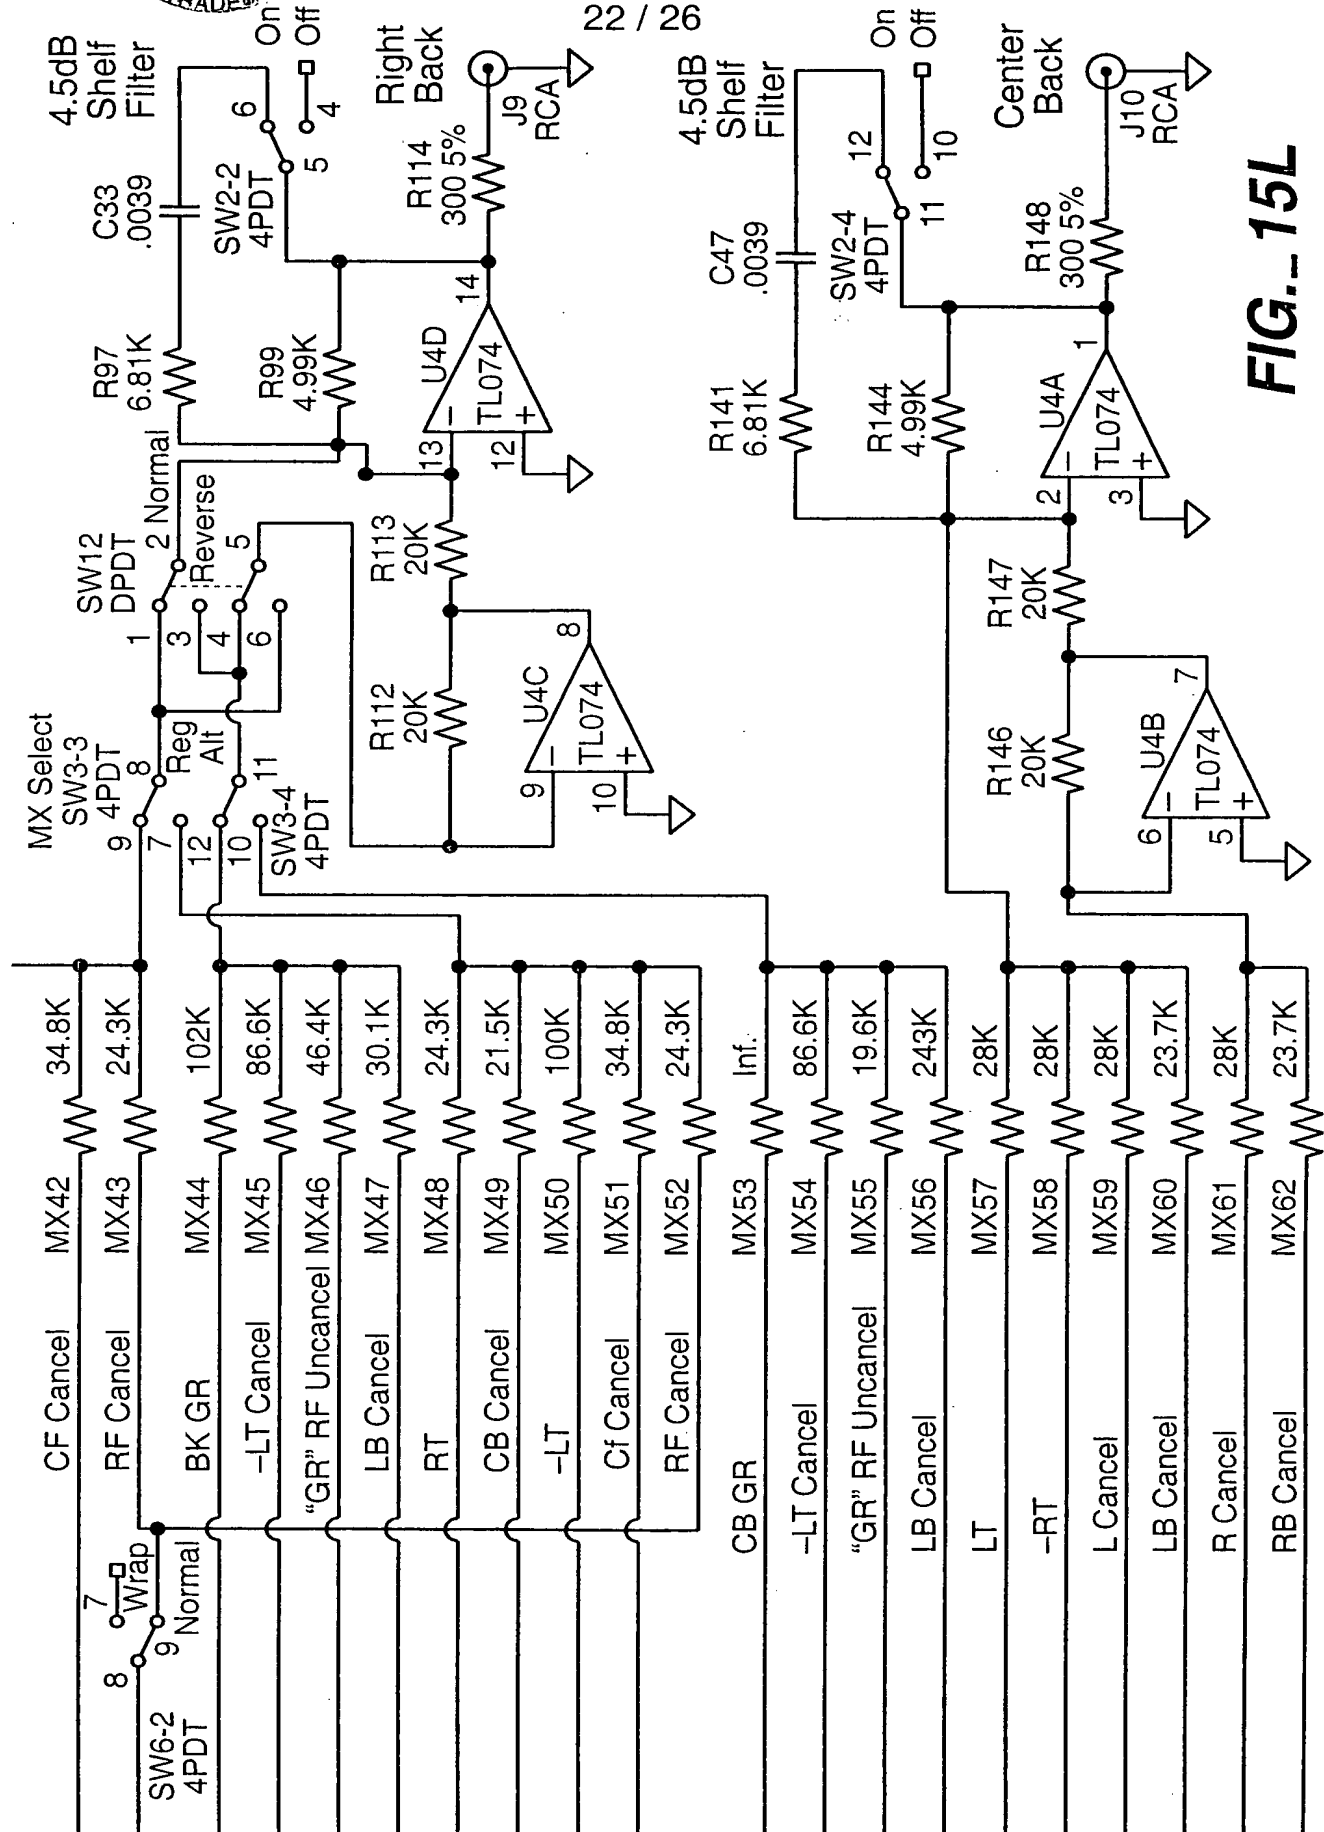 TRADE
22 / 26
4.5dB
Shelf
Filter
On
Off
C33
.0039
6
4
5
SW2-2
4PDT
Right
Back
J9
RCA
R114
300 5%
R97
6.81K
R99
4.99K
14
U4D
TL074
13
12
–
+
SW12
DPDT
2 Normal
Reverse
5
1
3
4
6
R113
20K
R112
20K
8
U4C
TL074
9
10
–
+
MX Select
SW3-3
4PDT
8
Reg
Alt
11
9
7
12
10
SW3-4
4PDT
4.5dB
Shelf
Filter
On
Off
C47
.0039
12
10
11
SW2-4
4PDT
Center
Back
J10
RCA
R148
300 5%
R141
6.81K
R144
4.99K
1
U4A
TL074
2
3
–
+
R147
20K
R146
20K
7
U4B
TL074
6
5
–
+
CF Cancel MX42 34.8K
RF Cancel MX43 24.3K
BK GR MX44 102K
–LT Cancel MX45 86.6K
“GR” RF Uncancel MX46 46.4K
LB Cancel MX47 30.1K
RT MX48 24.3K
CB Cancel MX49 21.5K
–LT MX50 100K
Cf Cancel MX51 34.8K
RF Cancel MX52 24.3K
CB GR MX53 Inf.
–LT Cancel MX54 86.6K
“GR” RF Uncancel MX55 19.6K
LB Cancel MX56 243K
LT MX57 28K
–RT MX58 28K
L Cancel MX59 28K
LB Cancel MX60 23.7K
R Cancel MX61 28K
RB Cancel MX62 23.7K
7
Wrap
8
9
Normal
SW6-2
4PDT
FIG._15L